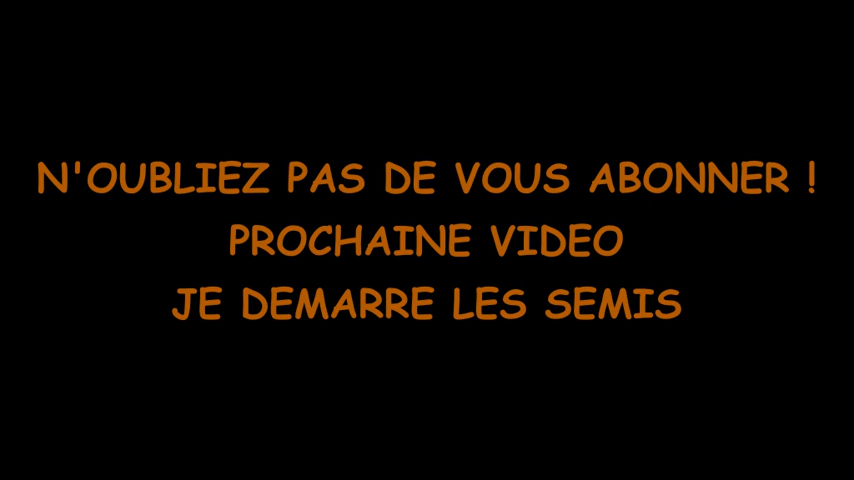 N'OUBLIEZ PAS DE VOUS ABONNER !
PROCHAINE VIDEO
JE DEMARRE LES SEMIS